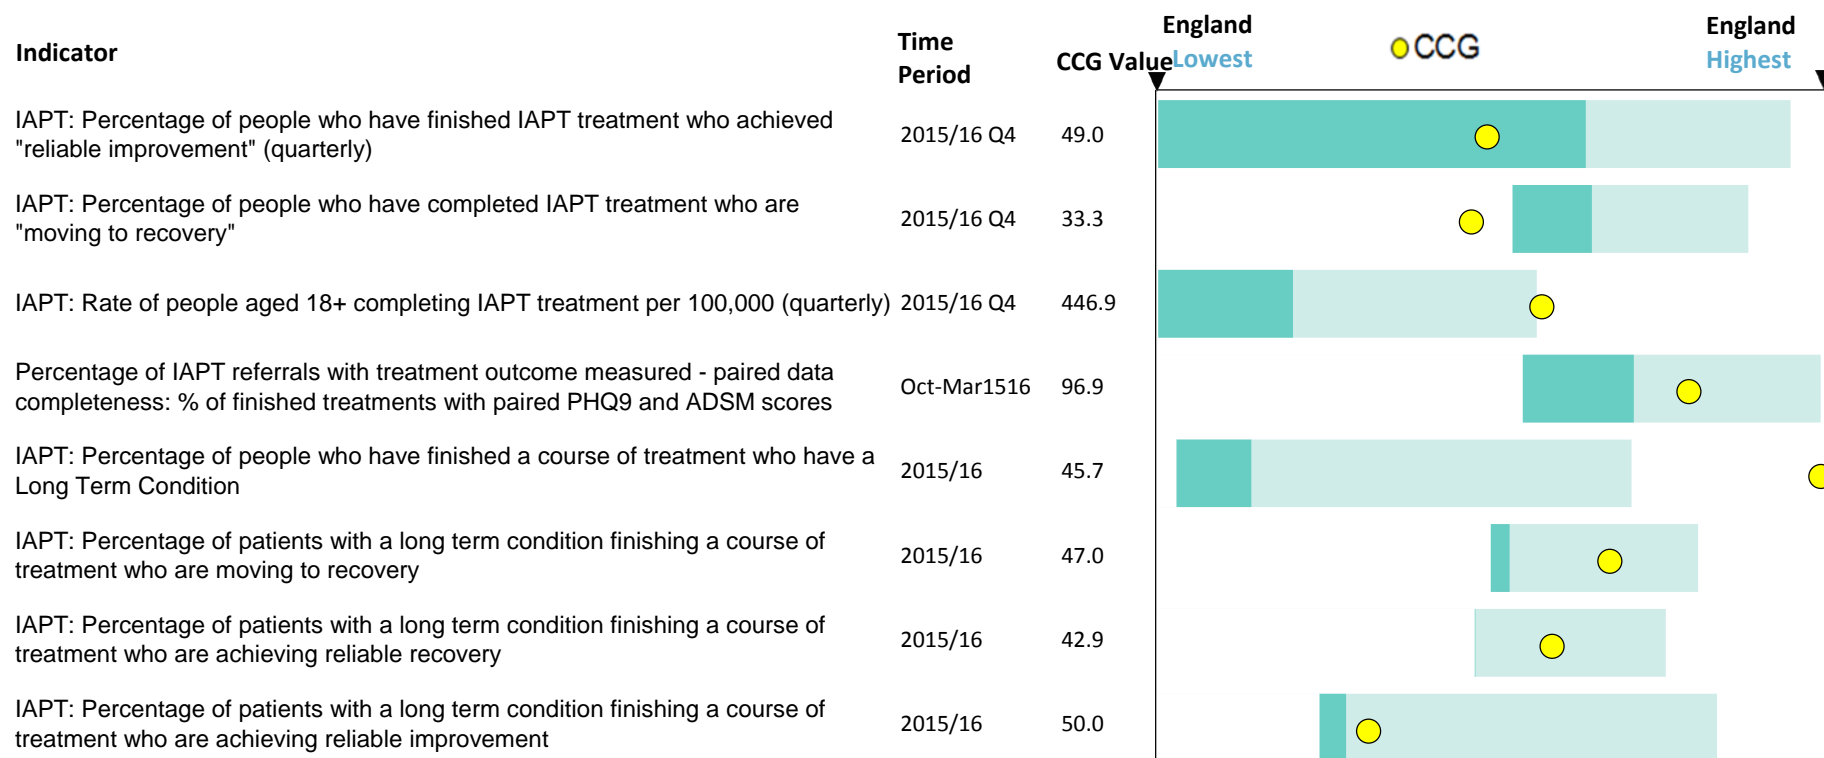 Indicator
Time Period
CCG Value
England Lowest
CCG
England Highest
IAPT: Percentage of people who have finished IAPT treatment who achieved
"reliable improvement" (quarterly)
2015/16 Q4 49.0
IAPT: Percentage of people who have completed IAPT treatment who are
"moving to recovery"
2015/16 Q4 33.3
IAPT: Rate of people aged 18+ completing IAPT treatment per 100,000 (quarterly) 2015/16 Q4 446.9
Percentage of IAPT referrals with treatment outcome measured - paired data
completeness: % of finished treatments with paired PHQ9 and ADSM scores
Oct-Mar1516 96.9
IAPT: Percentage of people who have finished a course of treatment who have a
Long Term Condition
2015/16 45.7
IAPT: Percentage of patients with a long term condition finishing a course of
treatment who are moving to recovery
2015/16 47.0
IAPT: Percentage of patients with a long term condition finishing a course of
treatment who are achieving reliable recovery
2015/16 42.9
IAPT: Percentage of patients with a long term condition finishing a course of
treatment who are achieving reliable improvement
2015/16 50.0